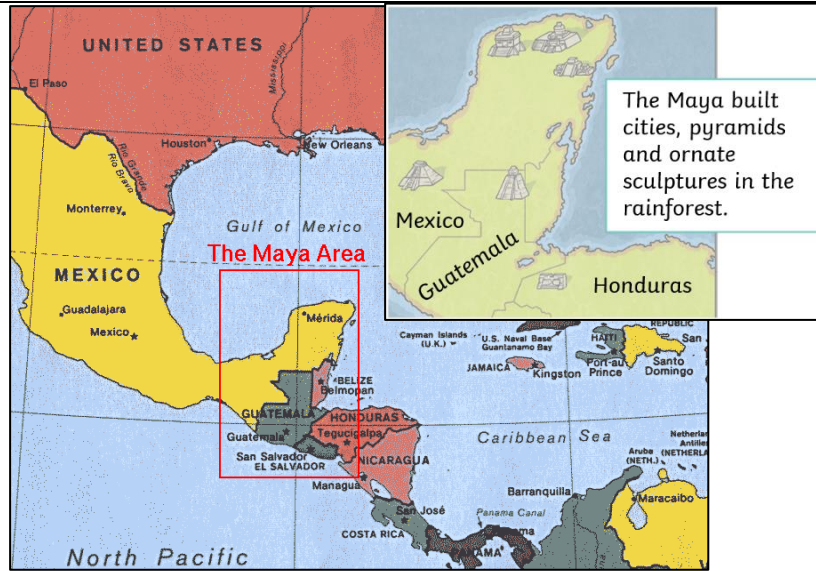 UNITED STATES
Mississippi
El Paso
Houston
New Orleans
Rio Grande
Rio Bravo
Monterrey
Gulf of Mexico
The Maya Area
MEXICO
Guadalajara
Mexico
Mérida
BELIZE
Belmopan
GUATEMALA
Guatemala
HONDURAS
Tegucigalpa
San Salvador
EL SALVADOR
NICARAGUA
Managua
San José
COSTA RICA
Panama Canal
PANAMA
Barranquilla
Maracaibo
Aruba
(NETH.)
Caribbean Sea
Cayman Islands
(U.K.)
U.S. Naval Base
Guantanamo Bay
JAMAICA
Kingston
HAITI
Port-au
Prince
REPUBLIC
Santo
Domingo
San
North Pacific
Mexico
Guatemala
Honduras
The Maya built
cities, pyramids
and ornate
sculptures in the
rainforest.